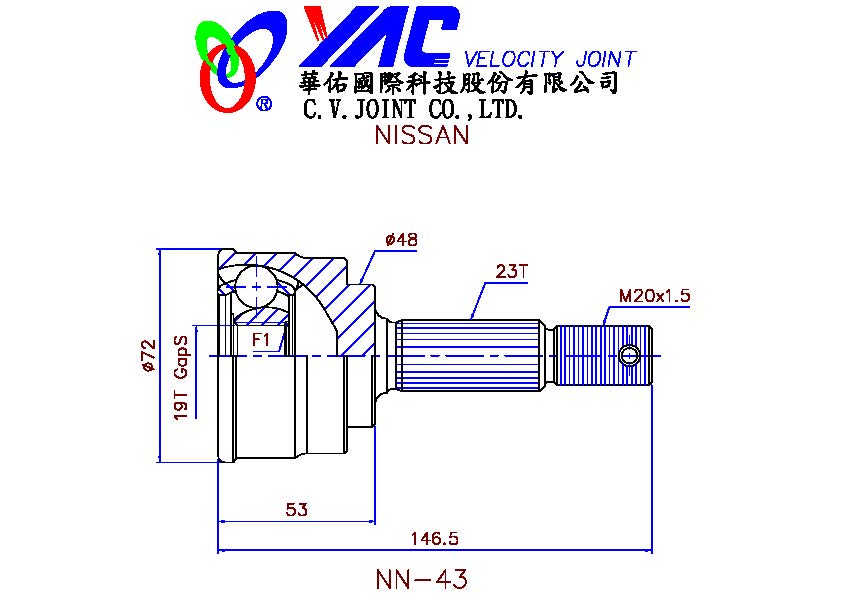 YAC VELOCITY JOINT
®
華佑國際科技股份有限公司
C.V.JOINT CO.,LTD.
NISSAN
ø48
23T
M20x1.5
F1
ø72
19T GapS
53
146.5
NN-43